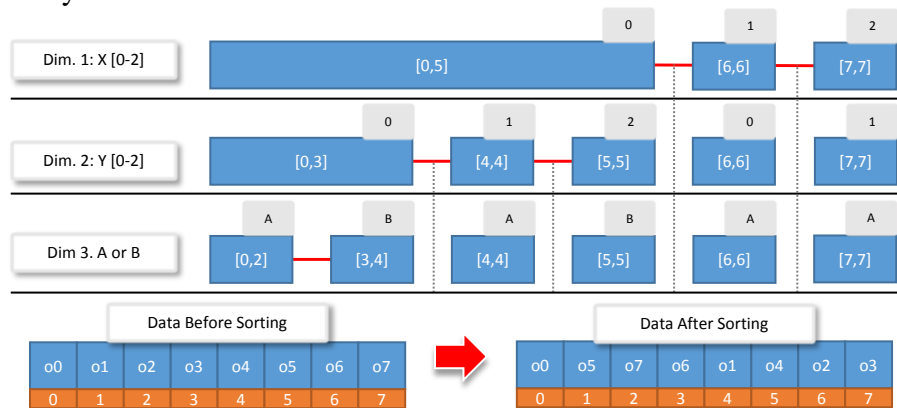 0 1 2
Dim. 1: X [0-2] [0,5] [6,6] [7,7]
0 1 2 0 1
Dim. 2: Y [0-2] [0,3] [4,4] [5,5] [6,6] [7,7]
A B A B A A
Dim 3. A or B [0,2] [3,4] [4,4] [5,5] [6,6] [7,7]
Data Before Sorting Data After Sorting
o0 o1 o2 o3 o4 o5 o6 o7 o0 o5 o7 o6 o1 o4 o2 o3
0 1 2 3 4 5 6 7 0 1 2 3 4 5 6 7